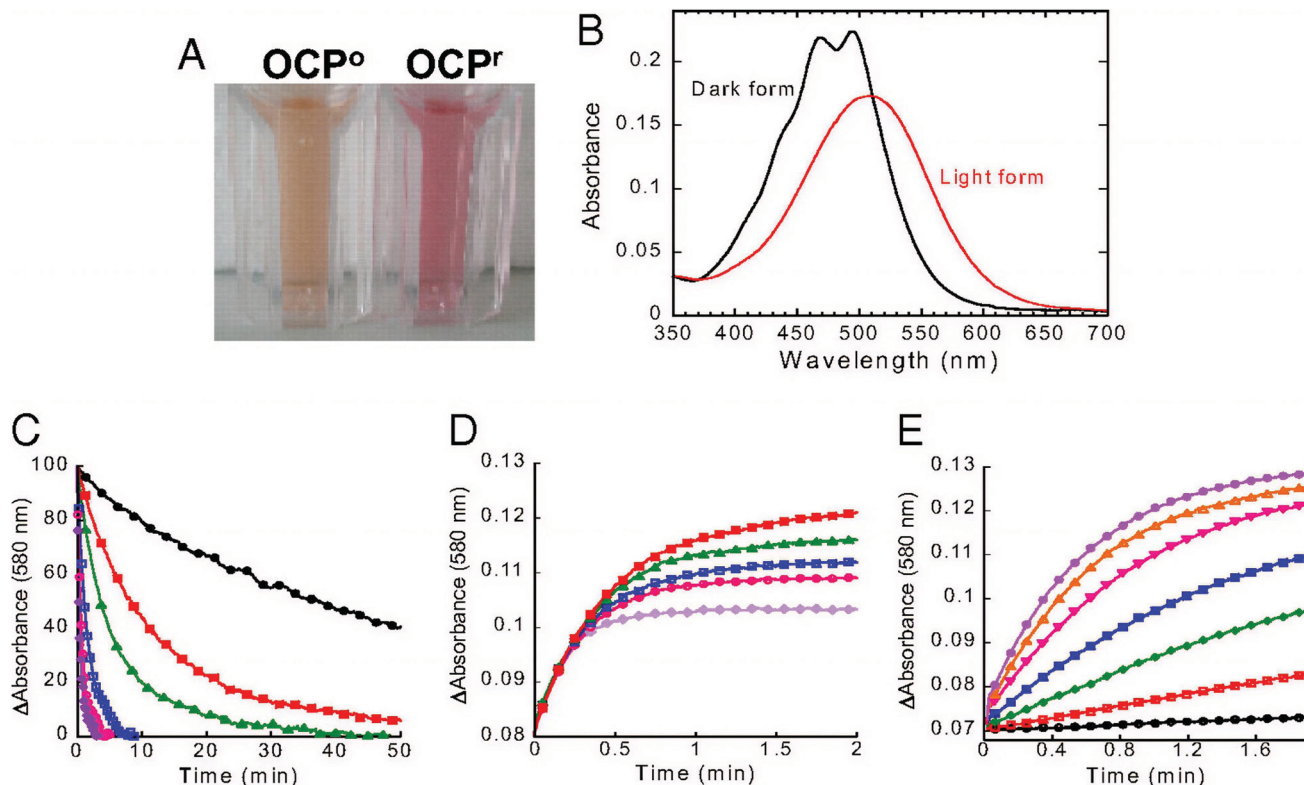 A
OCPᵒ OCPʳ
B
0.2
0.15
0.1
0.05
0
Absorbance
Dark form
Light form
350 400 450 500 550 600 650 700
Wavelength (nm)
C
100
80
60
40
20
0
ΔAbsorbance (580 nm)
0 10 20 30 40 50
Time (min)
D
0.13
0.12
0.11
0.1
0.09
0.08
ΔAbsorbance (580 nm)
0 0.5 1 1.5 2
Time (min)
E
0.13
0.12
0.11
0.1
0.09
0.08
0.07
ΔAbsorbance (580 nm)
0 0.4 0.8 1.2 1.6
Time (min)